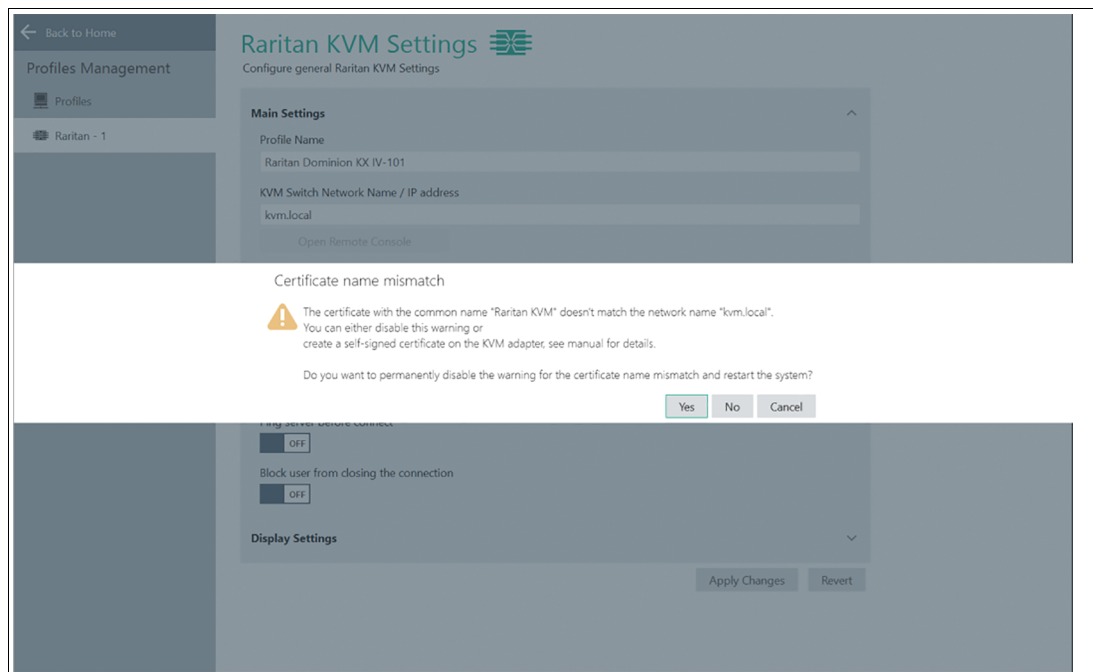 Back to Home
Profiles Management
Profiles
Raritan - 1
Raritan KVM Settings
Configure general Raritan KVM Settings
Main Settings
Profile Name
Raritan Dominion KX IV-101
KVM Switch Network Name / IP address
kvm.local
Open Remote Console
Certificate name mismatch
The certificate with the common name "Raritan KVM" doesn't match the network name "kvm.local".
You can either disable this warning or
create a self-signed certificate on the KVM adapter, see manual for details.
Do you want to permanently disable the warning for the certificate name mismatch and restart the system?
Yes No Cancel
Ping server before connect
OFF
Block user from closing the connection
OFF
Display Settings
Apply Changes Revert